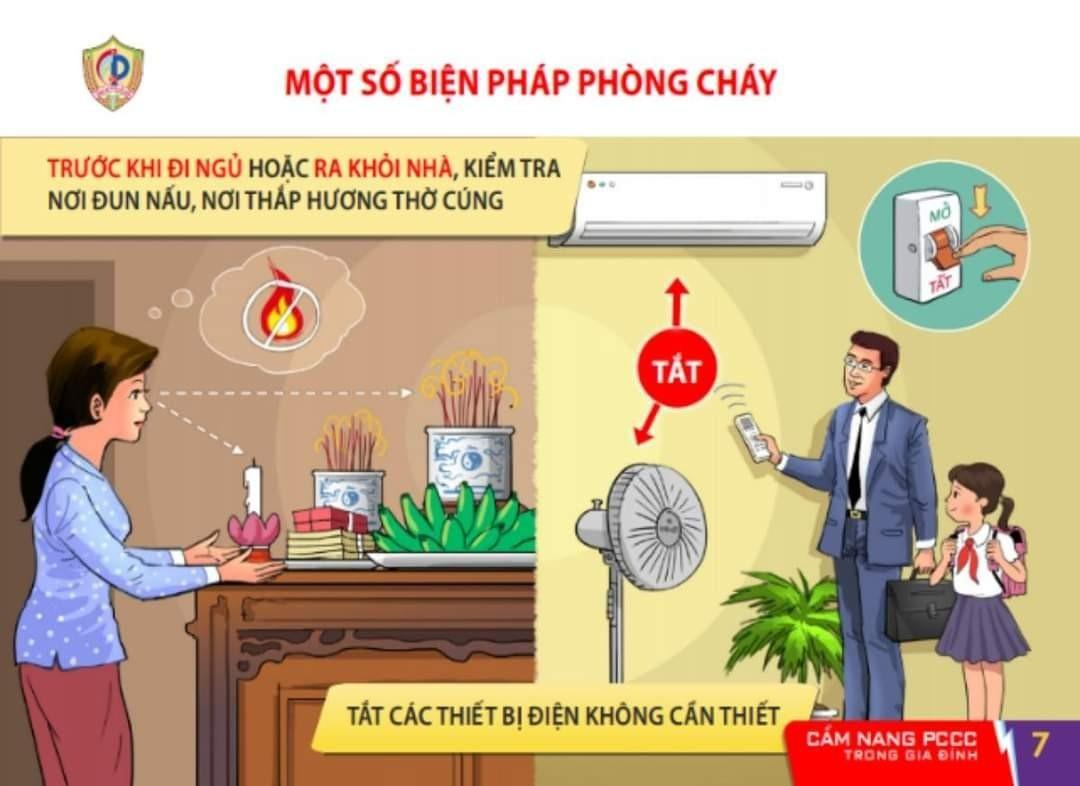 MỘT SỐ BIỆN PHÁP PHÒNG CHÁY
TRƯỚC KHI ĐI NGỦ HOẶC RA KHỎI NHÀ, KIỂM TRA
NƠI ĐUN NẤU, NƠI THẮP HƯƠNG THỜ CÚNG
MỞ
TẮT
TẮT
TẮT CÁC THIẾT BỊ ĐIỆN KHÔNG CẦN THIẾT
CẨM NANG PCCC
TRONG GIA ĐÌNH
7